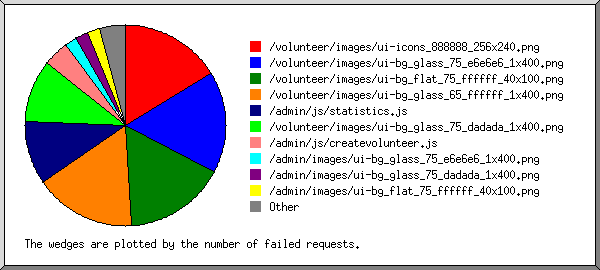 /volunteer/images/ui-icons_888888_256x240.png
/volunteer/images/ui-bg_glass_75_e6e6e6_1x400.png
/volunteer/images/ui-bg_flat_75_ffffff_40x100.png
/volunteer/images/ui-bg_glass_65_ffffff_1x400.png
/admin/js/statistics.js
/volunteer/images/ui-bg_glass_75_dadada_1x400.png
/admin/js/createvolunteer.js
/admin/images/ui-bg_glass_75_e6e6e6_1x400.png
/admin/images/ui-bg_glass_75_dadada_1x400.png
/admin/images/ui-bg_flat_75_ffffff_40x100.png
Other
The wedges are plotted by the number of failed requests.